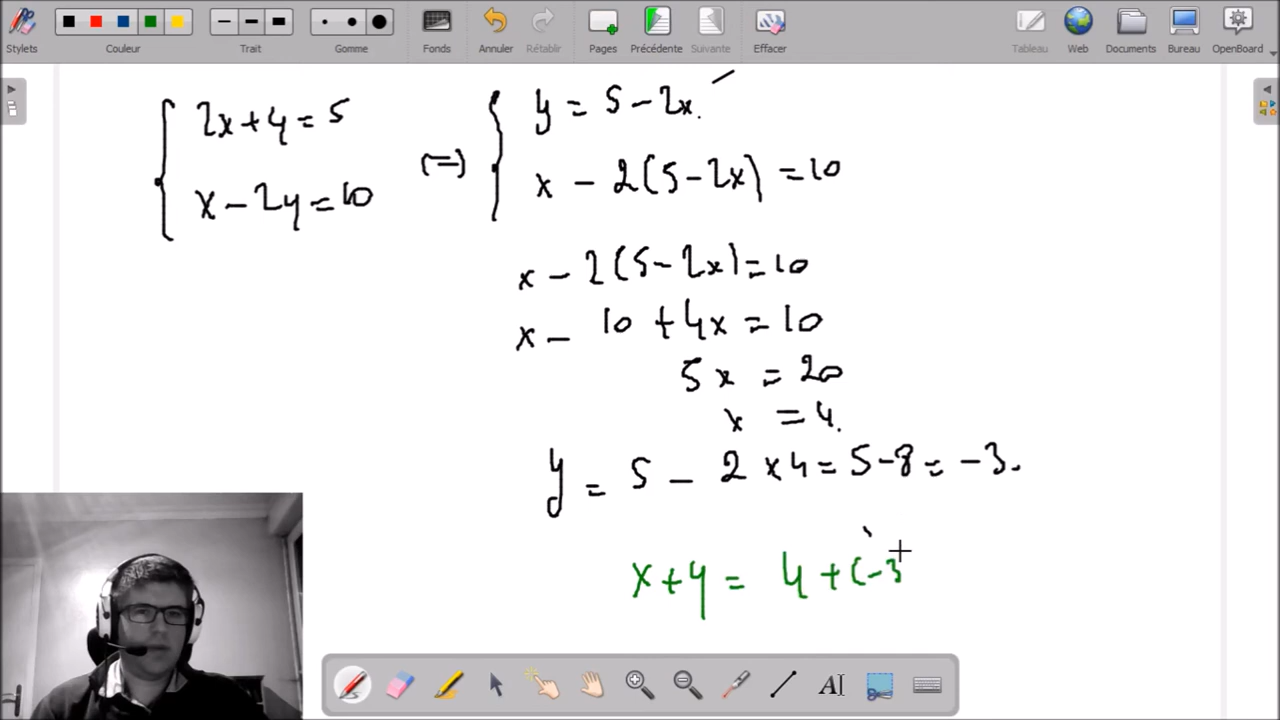 Stylets Couleur Trait Gomme Fonds Annuler Rétablir Pages Précédente Suivante Effacer Tableau Web Documents Bureau OpenBoard
2x+y=5 (=) y = 5-2x
x-2y=10 x - 2(5-2x) =10
x-2(5-2x)=10
x- 10 +4x = 10
5x = 20
x = 4.
y = 5 - 2 x4 = 5-8 = -3.
x+y = 4 +(-3